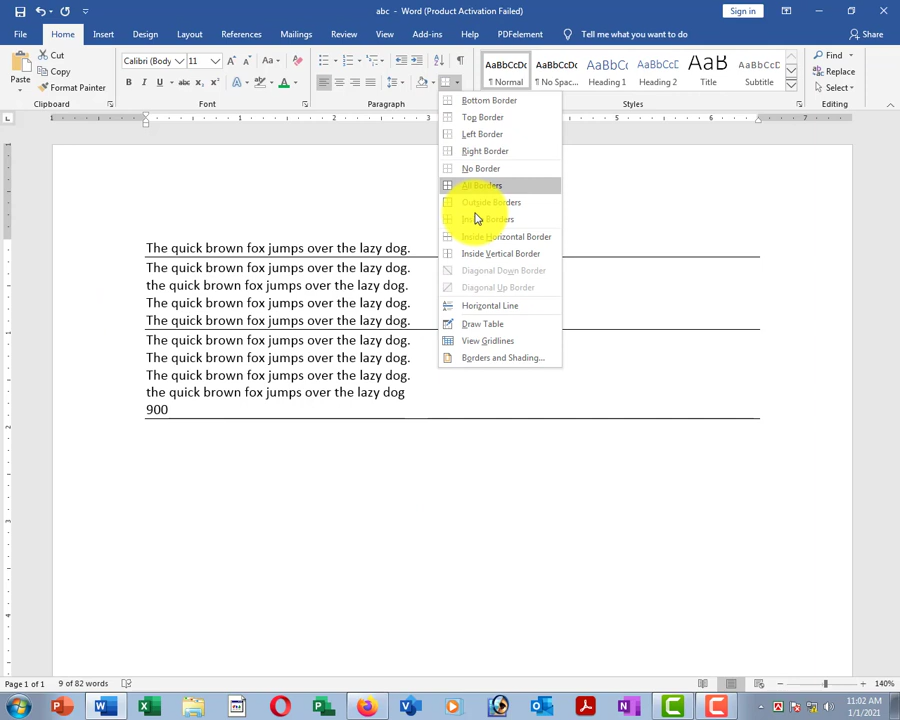 abc - Word (Product Activation Failed)
Sign in
File Home Insert Design Layout References Mailings Review View Add-ins Help PDFelement Tell me what you want to do Share
Paste
Cut
Copy
Format Painter
Calibri (Body 11
AaBbCcDc AaBbCcDc AaBbCc AaBbCcD AaB
¶ Normal ¶ No Spac... Heading 1 Heading 2 Title
Find
Replace
Select
Clipboard Font Paragraph Styles Editing
Bottom Border
Top Border
Left Border
Right Border
No Border
All Borders
Outside Borders
Inside Borders
Inside Horizontal Border
Inside Vertical Border
Diagonal Down Border
Diagonal Up Border
Horizontal Line
Draw Table
View Gridlines
Borders and Shading...
The quick brown fox jumps over the lazy dog.
The quick brown fox jumps over the lazy dog.
the quick brown fox jumps over the lazy dog.
The quick brown fox jumps over the lazy dog.
The quick brown fox jumps over the lazy dog.
The quick brown fox jumps over the lazy dog.
The quick brown fox jumps over the lazy dog.
The quick brown fox jumps over the lazy dog.
the quick brown fox jumps over the lazy dog
900
Page 1 of 1 9 of 82 words 140%
11:02 AM
1/1/2021